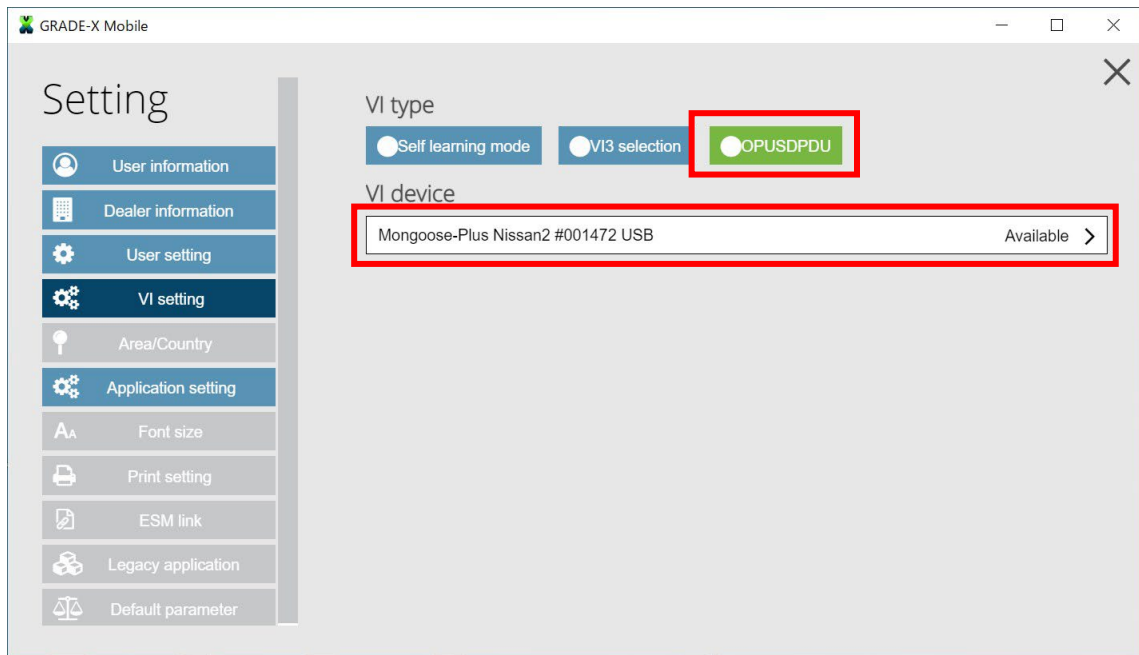 GRADE-X Mobile
Setting
User information
Dealer information
User setting
VI setting
Area/Country
Application setting
AA Font size
Print setting
ESM link
Legacy application
Default parameter
VI type
Self learning mode VI3 selection OPUSDPDU
VI device
Mongoose-Plus Nissan2 #001472 USB Available